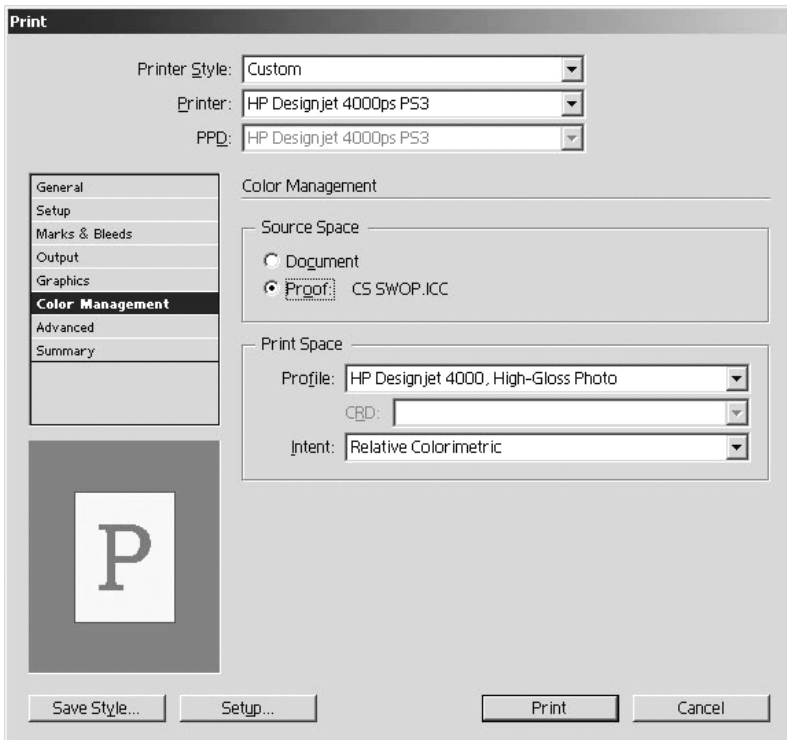 Print
Printer Style: Custom
Printer: HP Designjet 4000ps PS3
PPD: HP Designjet 4000ps PS3
General
Setup
Marks & Bleeds
Output
Graphics
Color Management
Advanced
Summary
Color Management
Source Space
Document
Proof: CS SWOP.ICC
Print Space
Profile: HP Designjet 4000, High-Gloss Photo
CRD:
Intent: Relative Colorimetric
P
Save Style...
Setup...
Print
Cancel